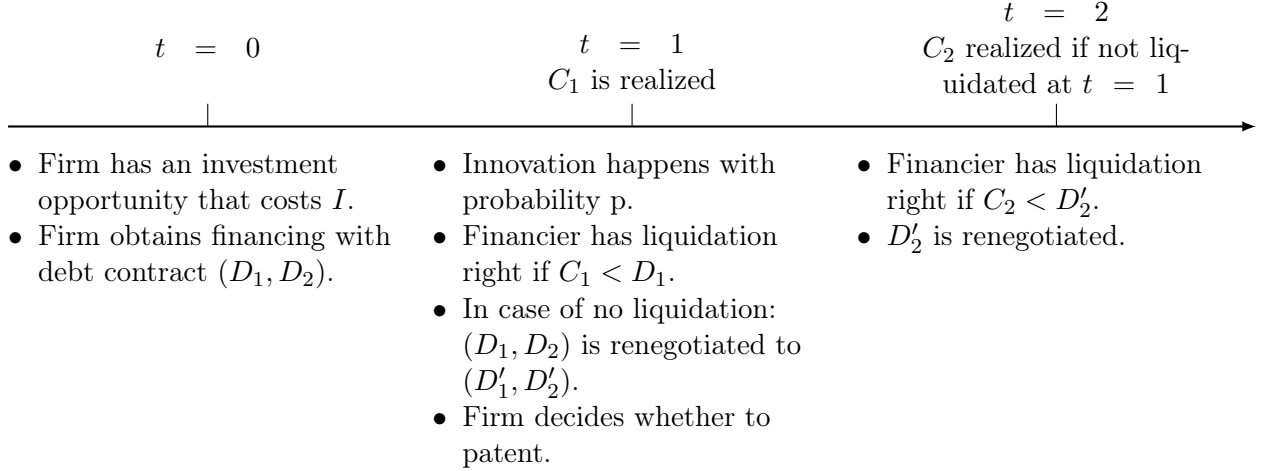 t = 0
t = 1
C₁ is realized
t = 2
C₂ realized if not liq-
uidated at t = 1
• Firm has an investment
opportunity that costs I.
• Firm obtains financing with
debt contract (D₁, D₂).
• Innovation happens with
probability p.
• Financier has liquidation
right if C₁ < D₁.
• In case of no liquidation:
(D₁, D₂) is renegotiated to
(D′₁, D′₂).
• Firm decides whether to
patent.
• Financier has liquidation
right if C₂ < D′₂.
• D′₂ is renegotiated.